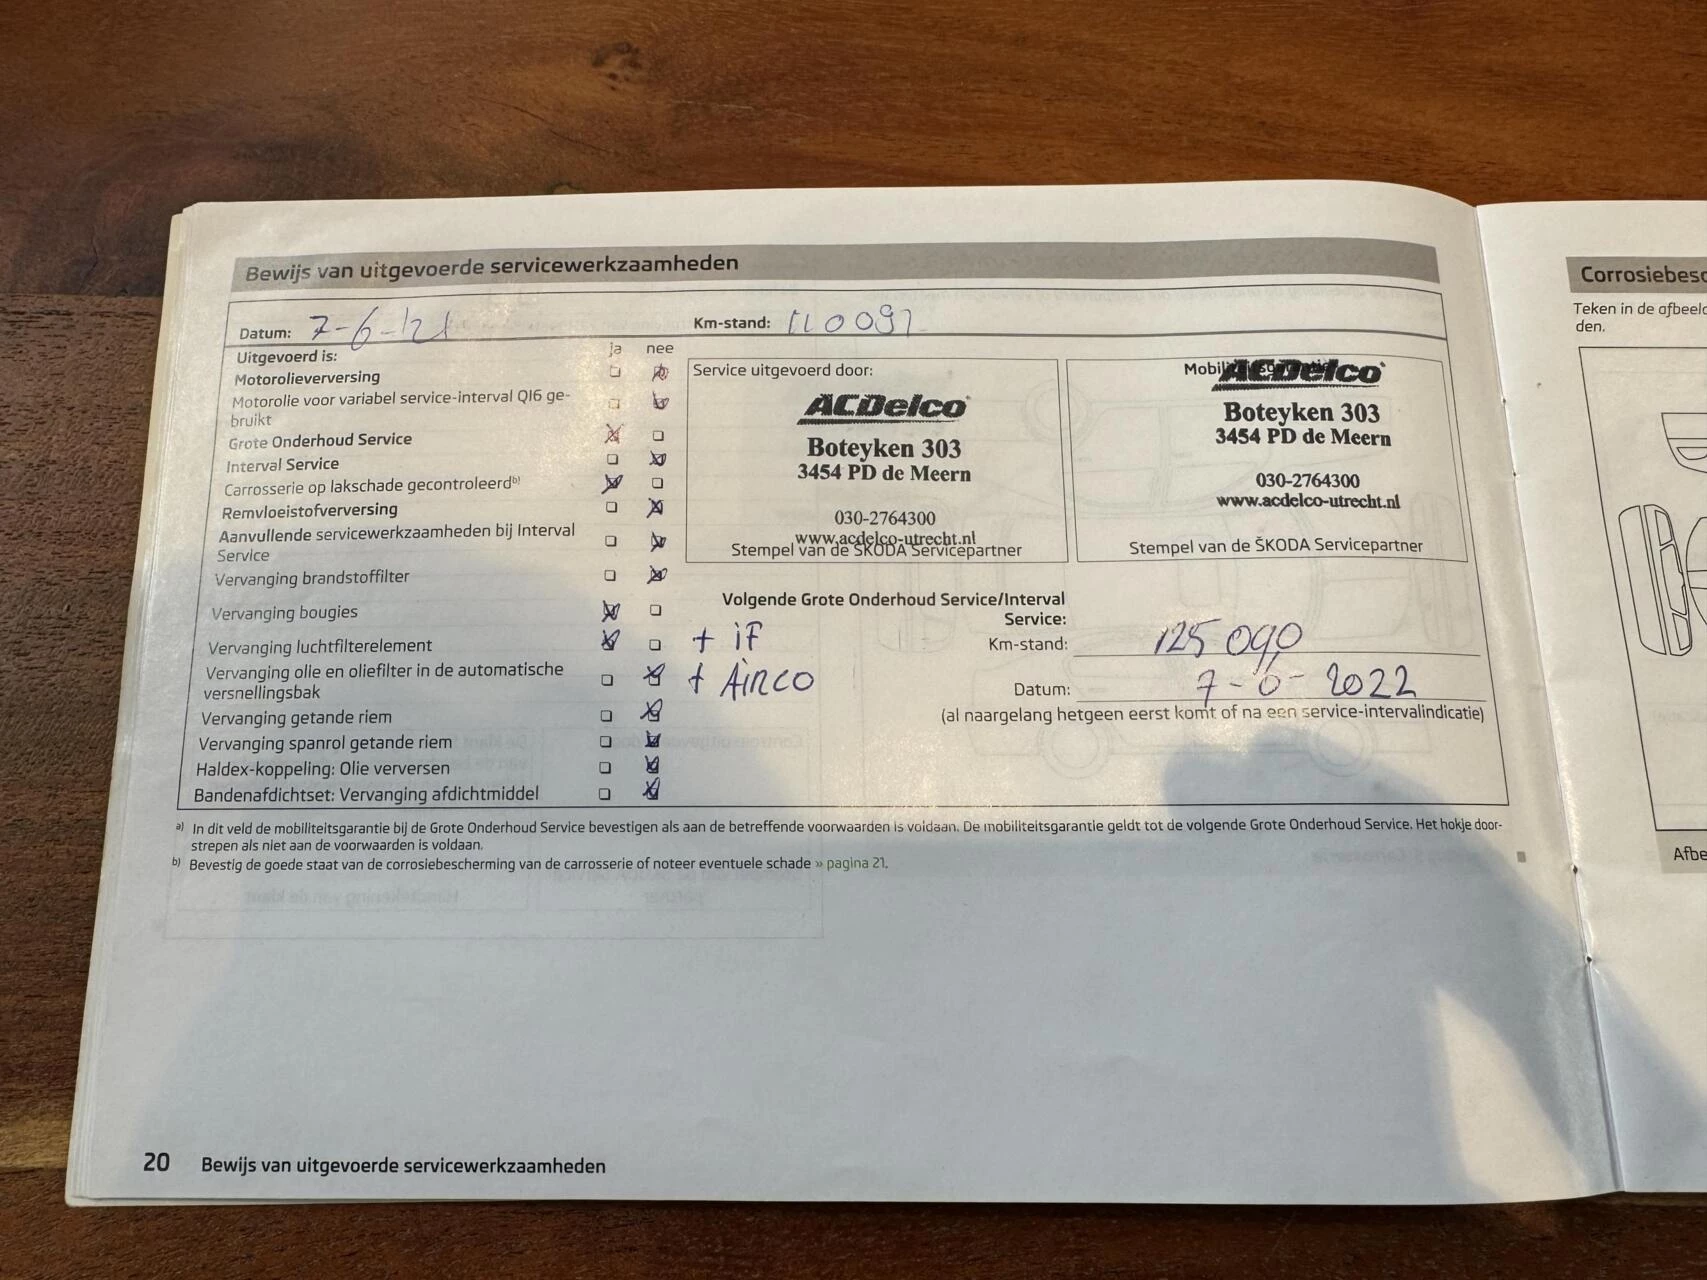 Bewijs van uitgevoerde servicewerkzaamheden
Datum: 7-6-'21 Km-stand: 110091
Uitgevoerd is: ja nee
Motorolieverversing
Motorolie voor variabel service-interval QI6 ge-
bruikt
Grote Onderhoud Service
Interval Service
Carrosserie op lakschade gecontroleerd b)
Remvloeistofverversing
Aanvullende servicewerkzaamheden bij Interval
Service
Vervanging brandstoffilter
Vervanging bougies
Vervanging luchtfilterelement
Vervanging olie en oliefilter in de automatische
versnellingsbak
Vervanging getande riem
Vervanging spanrol getande riem
Haldex-koppeling: Olie verversen
Bandenafdichtset: Vervanging afdichtmiddel
Service uitgevoerd door:
ACDelco
Boteyken 303
3454 PD de Meern
030-2764300
www.acdelco-utrecht.nl
Stempel van de ŠKODA Servicepartner
ACDelco
Boteyken 303
3454 PD de Meern
030-2764300
www.acdelco-utrecht.nl
Stempel van de ŠKODA Servicepartner
+ iF
+ AiRCO
Volgende Grote Onderhoud Service/Interval
Service:
Km-stand: 125 090
Datum: 7-6-2022
(al naargelang hetgeen eerst komt of na een service-intervalindicatie)
a) In dit veld de mobiliteitsgarantie bij de Grote Onderhoud Service bevestigen als aan de betreffende voorwaarden is voldaan. De mobiliteitsgarantie geldt tot de volgende Grote Onderhoud Service. Het hokje door-
strepen als niet aan de voorwaarden is voldaan.
b) Bevestig de goede staat van de corrosiebescherming van de carrosserie of noteer eventuele schade » pagina 21.
20 Bewijs van uitgevoerde servicewerkzaamheden
Corrosiebesc
Teken in de afbeeld
den.
Afbe